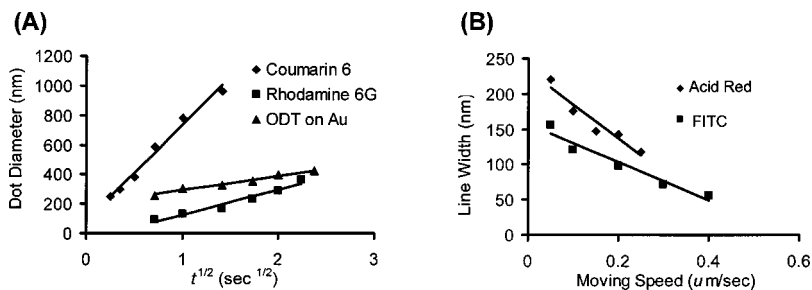 (A)
Dot Diameter (nm)
1200
1000
800
600
400
200
0
0
1
2
3
t1/2 (sec 1/2)
Coumarin 6
Rhodamine 6G
ODT on Au
(B)
Line Width (nm)
250
200
150
100
50
0
0
0.2
0.4
0.6
Moving Speed (um/sec)
Acid Red
FITC